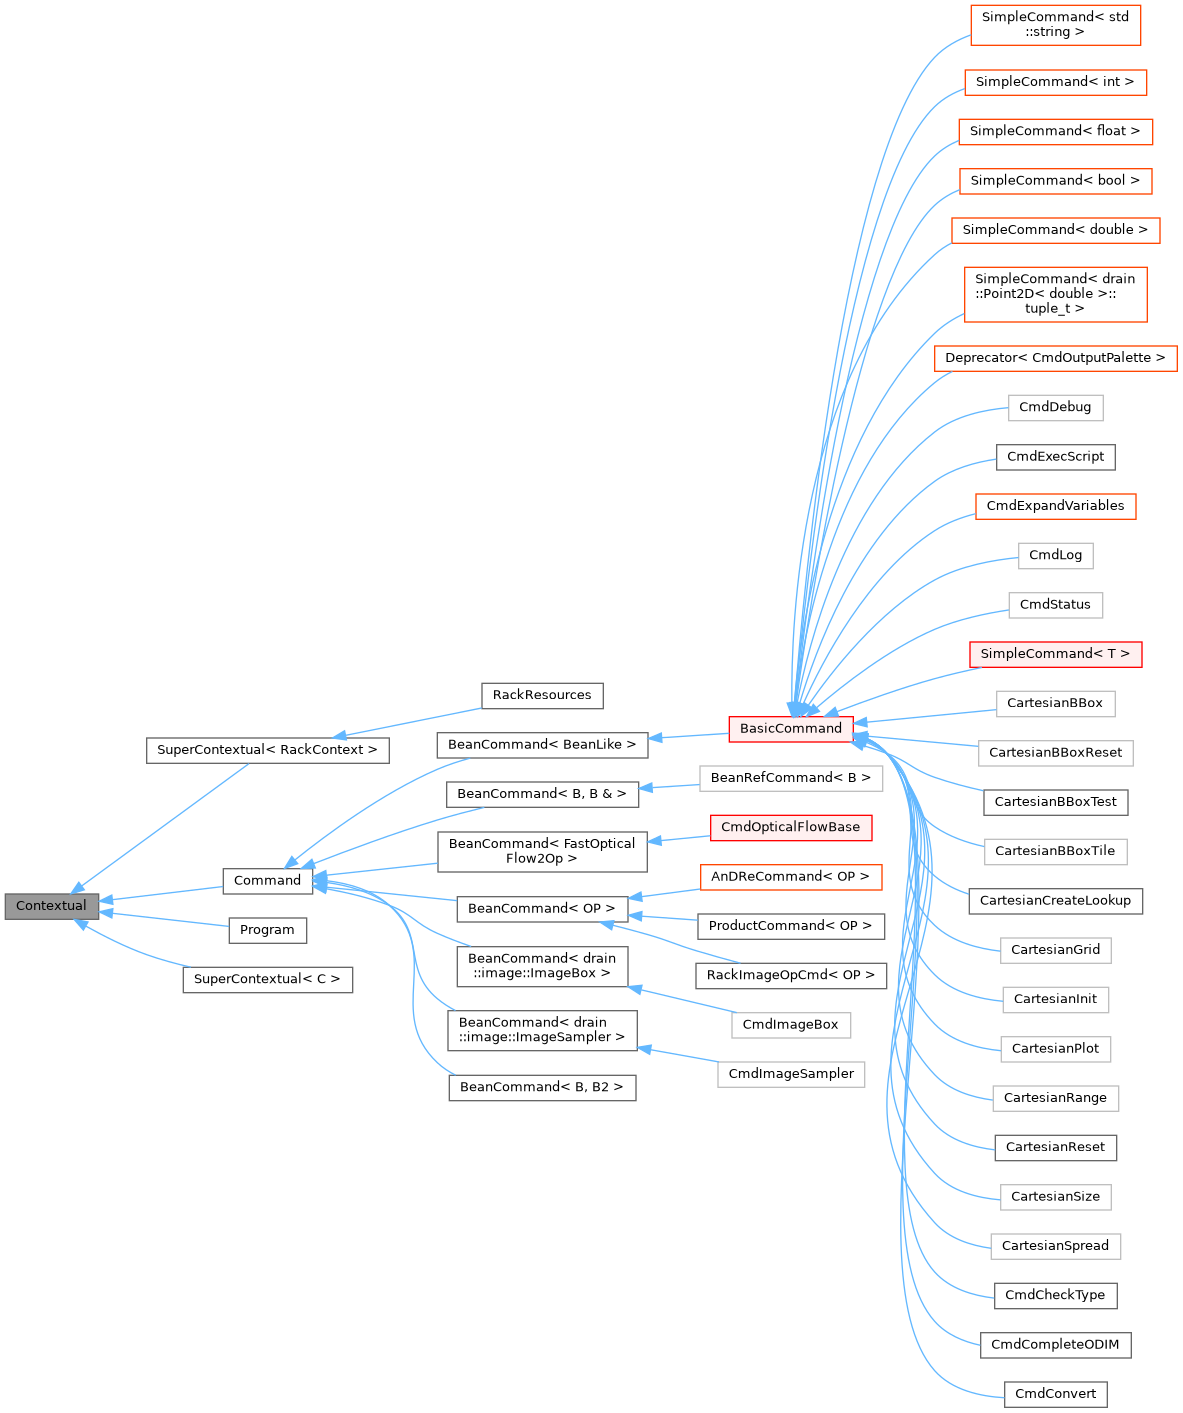 SimpleCommand< std
::string >
SimpleCommand< int >
SimpleCommand< float >
SimpleCommand< bool >
SimpleCommand< double >
SimpleCommand< drain
::Point2D< double >::
tuple_t >
Deprecator< CmdOutputPalette >
CmdDebug
CmdExecScript
CmdExpandVariables
CmdLog
CmdStatus
SimpleCommand< T >
RackResources
CartesianBBox
BasicCommand
BeanCommand< BeanLike >
SuperContextual< RackContext >
CartesianBBoxReset
BeanRefCommand< B >
BeanCommand< B, B & >
CartesianBBoxTest
CmdOpticalFlowBase
BeanCommand< FastOptical
Flow2Op >
CartesianBBoxTile
Command
AnDReCommand< OP >
CartesianCreateLookup
Contextual
BeanCommand< OP >
Program
ProductCommand< OP >
CartesianGrid
BeanCommand< drain
::image::ImageBox >
SuperContextual< C >
RackImageOpCmd< OP >
CartesianInit
BeanCommand< drain
::image::ImageSampler >
CmdImageBox
CartesianPlot
CmdImageSampler
BeanCommand< B, B2 >
CartesianRange
CartesianReset
CartesianSize
CartesianSpread
CmdCheckType
CmdCompleteODIM
CmdConvert